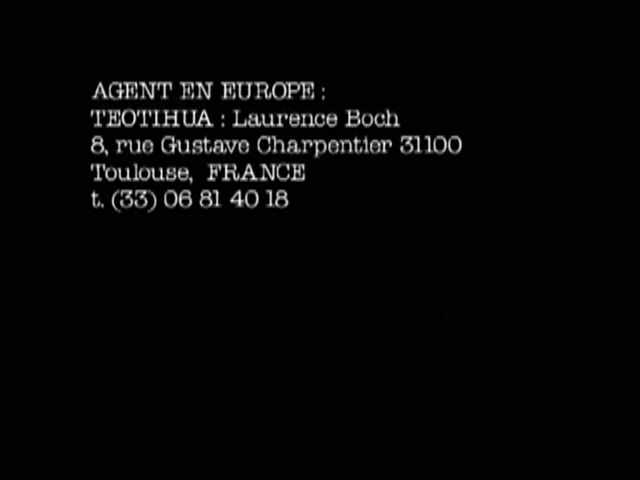 AGENT EN EUROPE :
TEOTIHUA : Laurence Boch
8, rue Gustave Charpentier 31100
Toulouse, FRANCE
t. (33) 06 81 40 18